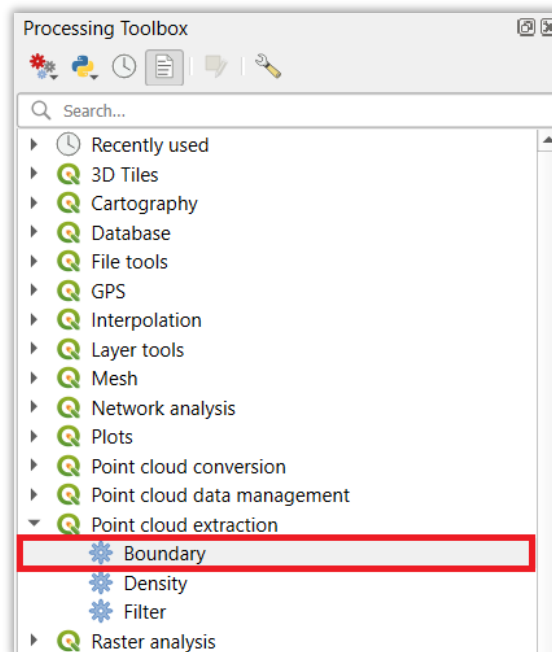 Processing Toolbox
Search...
Recently used
3D Tiles
Cartography
Database
File tools
GPS
Interpolation
Layer tools
Mesh
Network analysis
Plots
Point cloud conversion
Point cloud data management
Point cloud extraction
Boundary
Density
Filter
Raster analysis